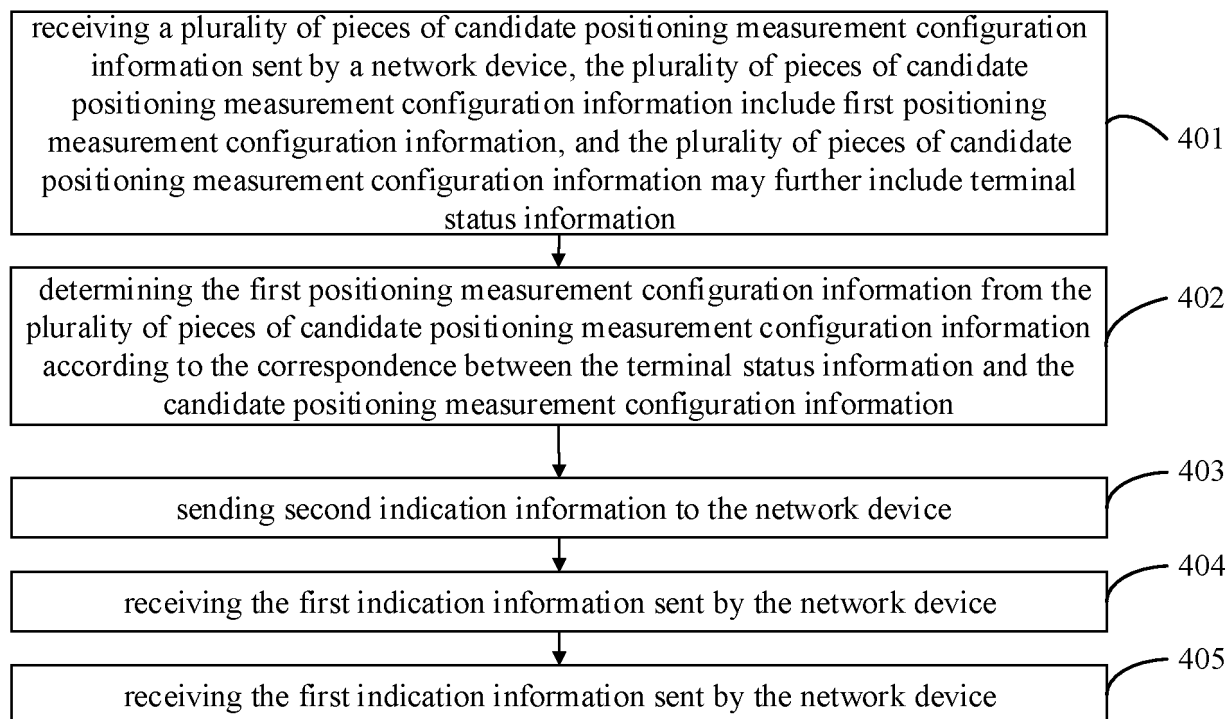 receiving a plurality of pieces of candidate positioning measurement configuration
information sent by a network device, the plurality of pieces of candidate
positioning measurement configuration information include first positioning
measurement configuration information, and the plurality of pieces of candidate
positioning measurement configuration information may further include terminal
status information
401
determining the first positioning measurement configuration information from the
plurality of pieces of candidate positioning measurement configuration information
according to the correspondence between the terminal status information and the
candidate positioning measurement configuration information
402
sending second indication information to the network device
403
receiving the first indication information sent by the network device
404
receiving the first indication information sent by the network device
405